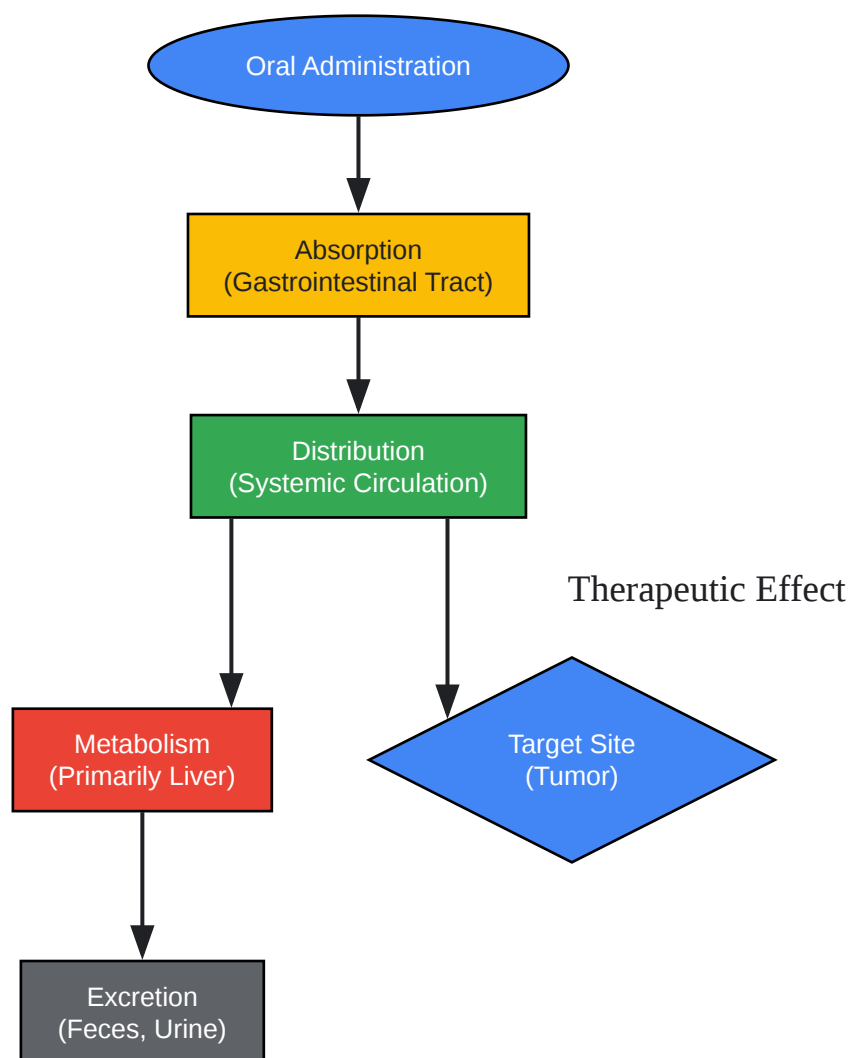 Oral Administration
Absorption
(Gastrointestinal Tract)
Distribution
(Systemic Circulation)
Therapeutic Effect
Metabolism
(Primarily Liver)
Target Site
(Tumor)
Excretion
(Feces, Urine)